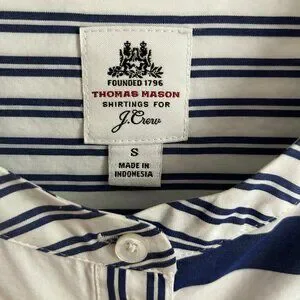 FOUNDED 1796
THOMAS MASON
SHIRTINGS FOR
J.Crew
S
MADE IN
INDONESIA